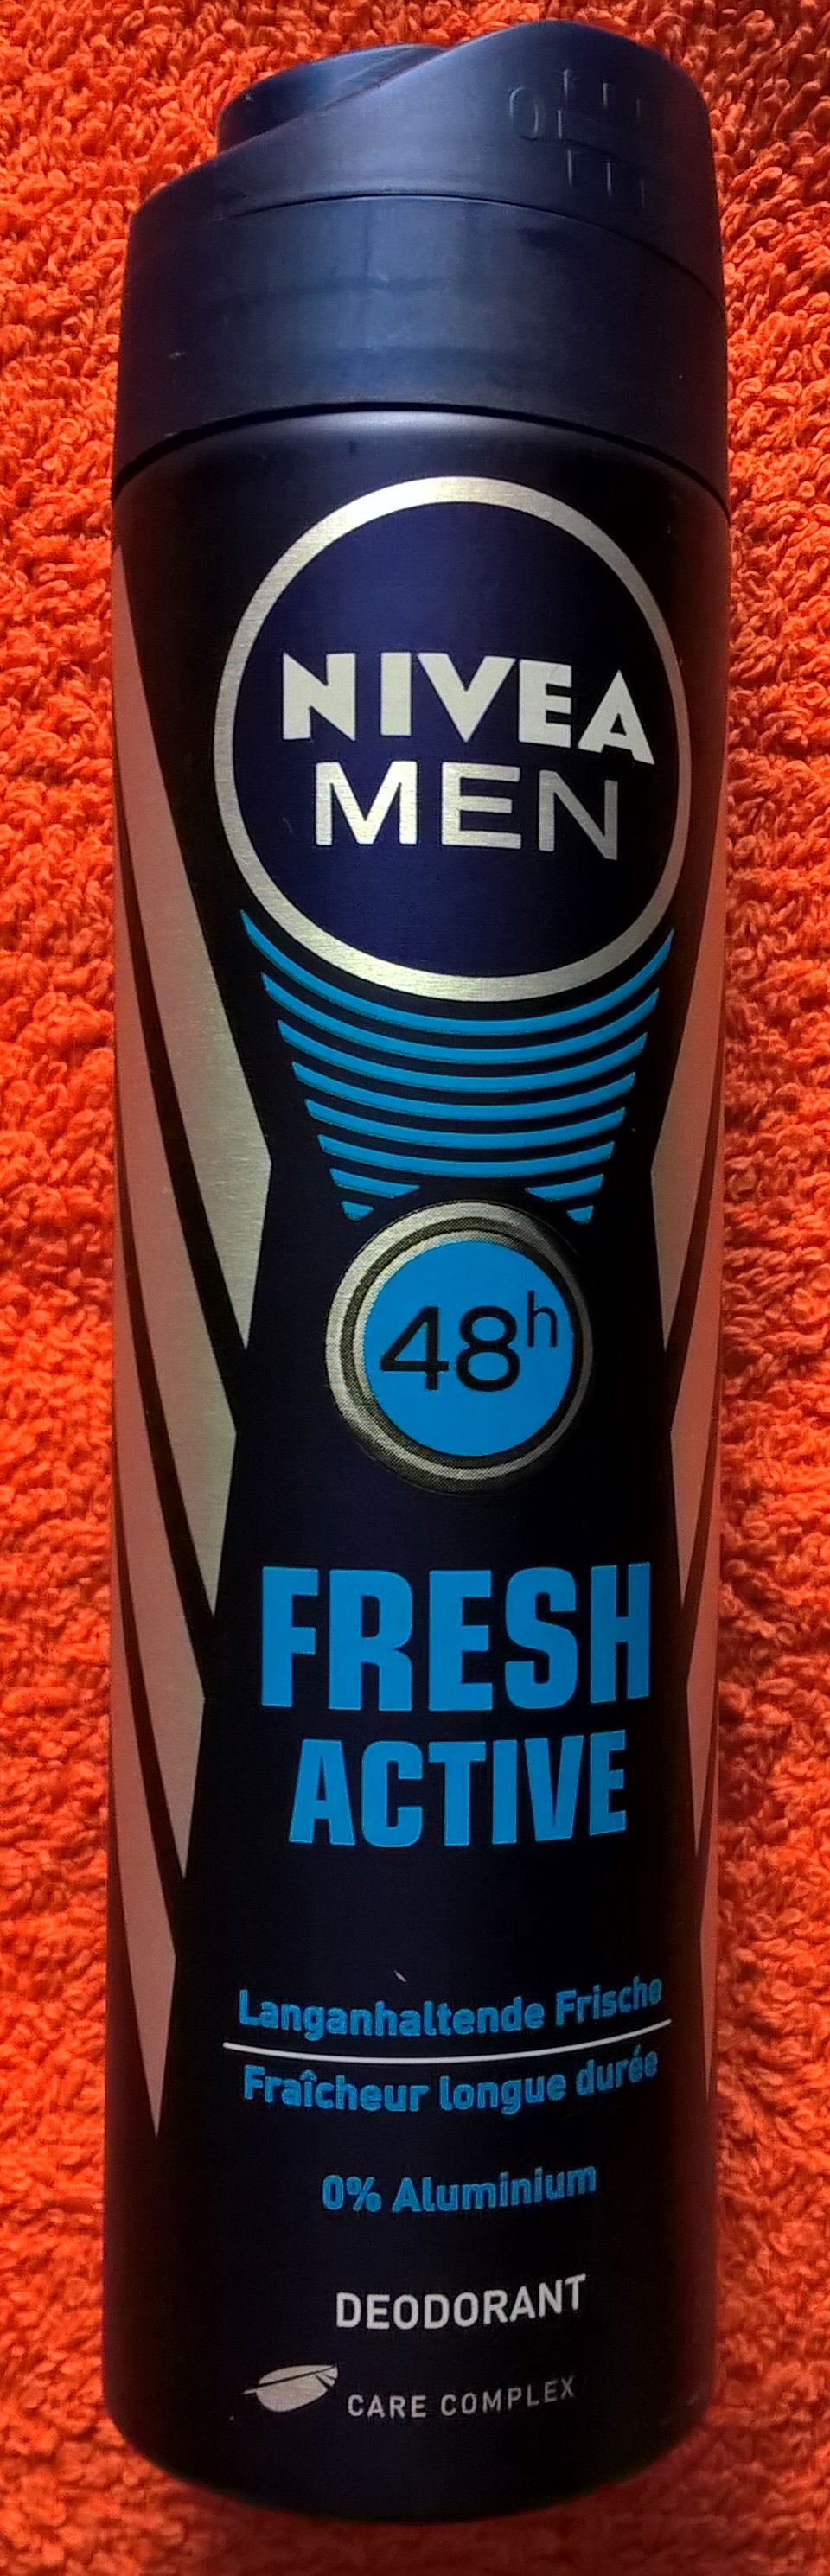 NIVEA
MEN
48h
FRESH
ACTIVE
Langanhaltende Frische
Fraîcheur longue durée
0% Aluminium
DEODORANT
CARE COMPLEX